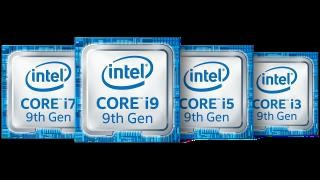 intel
CORE i7
9th Gen
intel
CORE i9
9th Gen
intel
CORE i5
9th Gen
intel
CORE i3
9th Gen